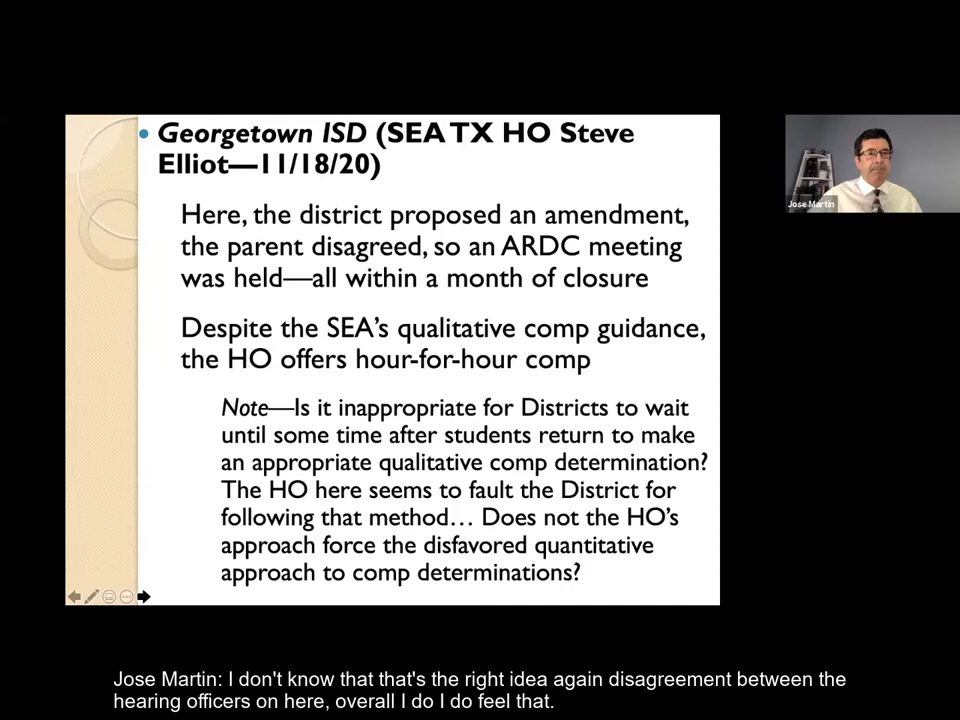 Georgetown ISD (SEA TX HO Steve
Elliot—11/18/20)
Here, the district proposed an amendment,
the parent disagreed, so an ARDC meeting
was held—all within a month of closure
Despite the SEA's qualitative comp guidance,
the HO offers hour-for-hour comp
Note—Is it inappropriate for Districts to wait
until some time after students return to make
an appropriate qualitative comp determination?
The HO here seems to fault the District for
following that method… Does not the HO's
approach force the disfavored quantitative
approach to comp determinations?
Jose Martin
Jose Martin: I don't know that that's the right idea again disagreement between the
hearing officers on here, overall I do I do feel that.